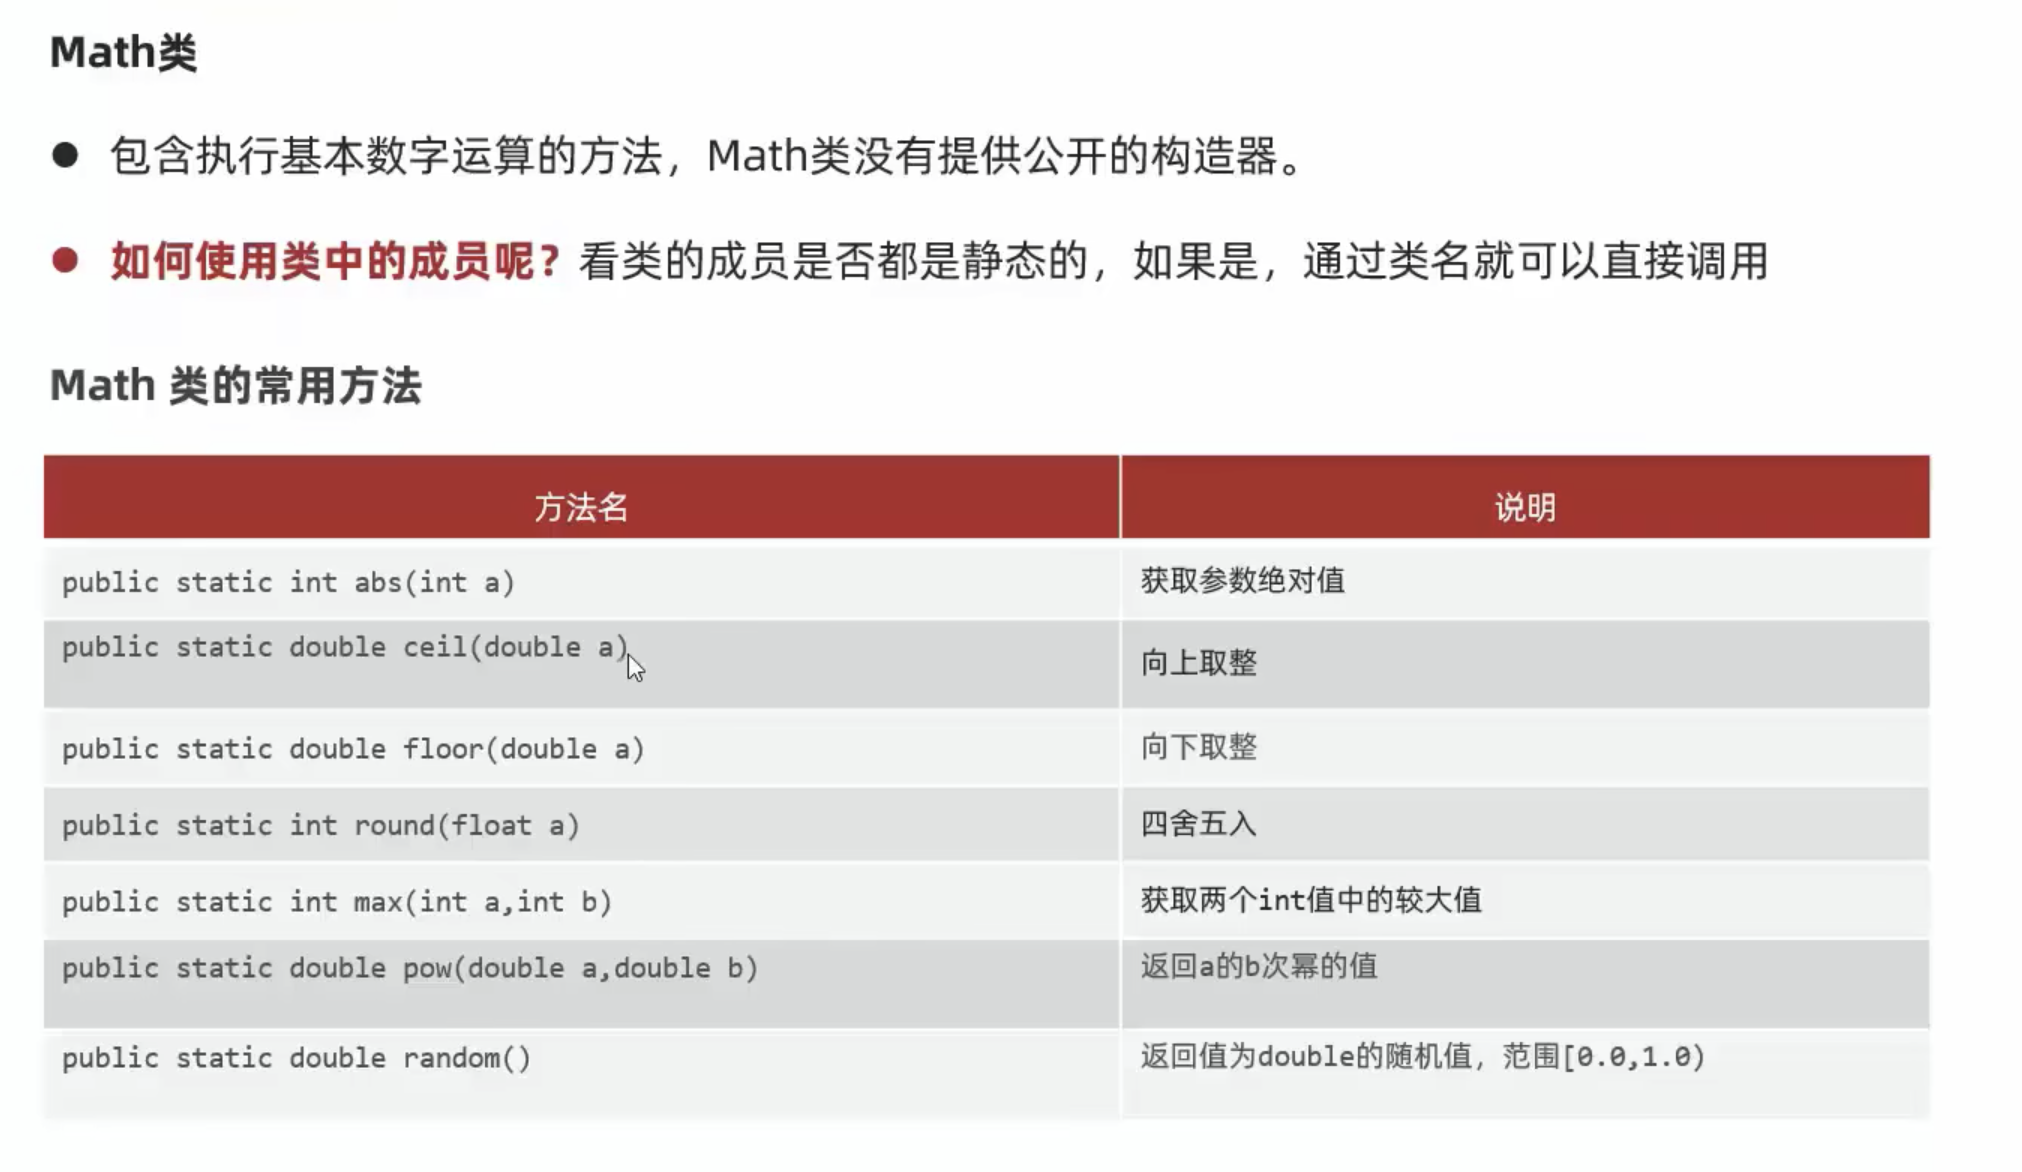 Math类
包含执行基本数字运算的方法，Math类没有提供公开的构造器。
如何使用类中的成员呢？看类的成员是否都是静态的，如果是，通过类名就可以直接调用
Math 类的常用方法
方法名 说明
public static int abs(int a) 获取参数绝对值
public static double ceil(double a) 向上取整
public static double floor(double a) 向下取整
public static int round(float a) 四舍五入
public static int max(int a,int b) 获取两个int值中的较大值
public static double pow(double a,double b) 返回a的b次幂的值
public static double random() 返回值为double的随机值，范围[0.0,1.0)